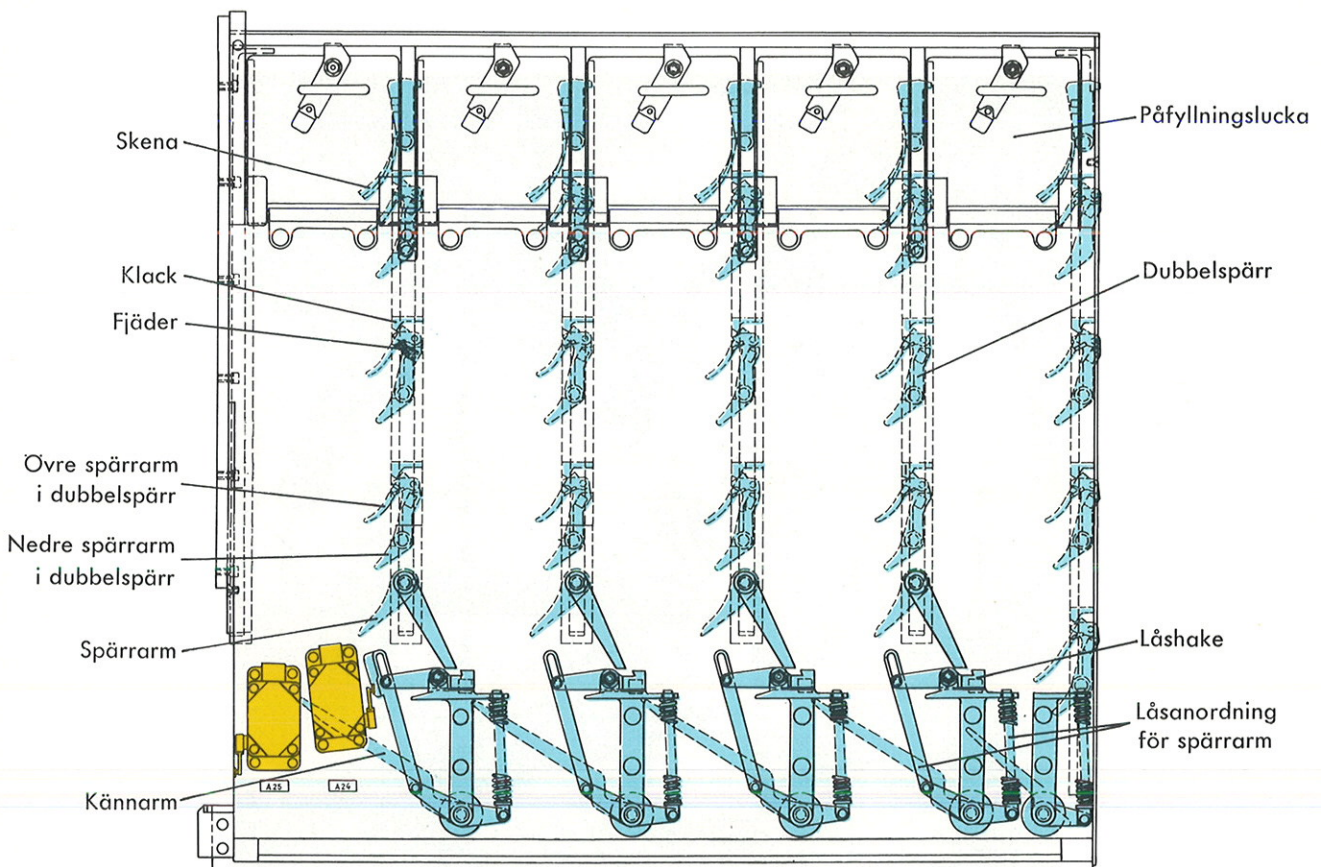 Skena
Klack
Fjäder
Övre spärrarm
i dubbelspärr
Nedre spärrarm
i dubbelspärr
Spärrarm
Kännarm
A25
A24
Påfyllningslucka
Dubbelspärr
Låshake
Låsanordning
för spärrarm